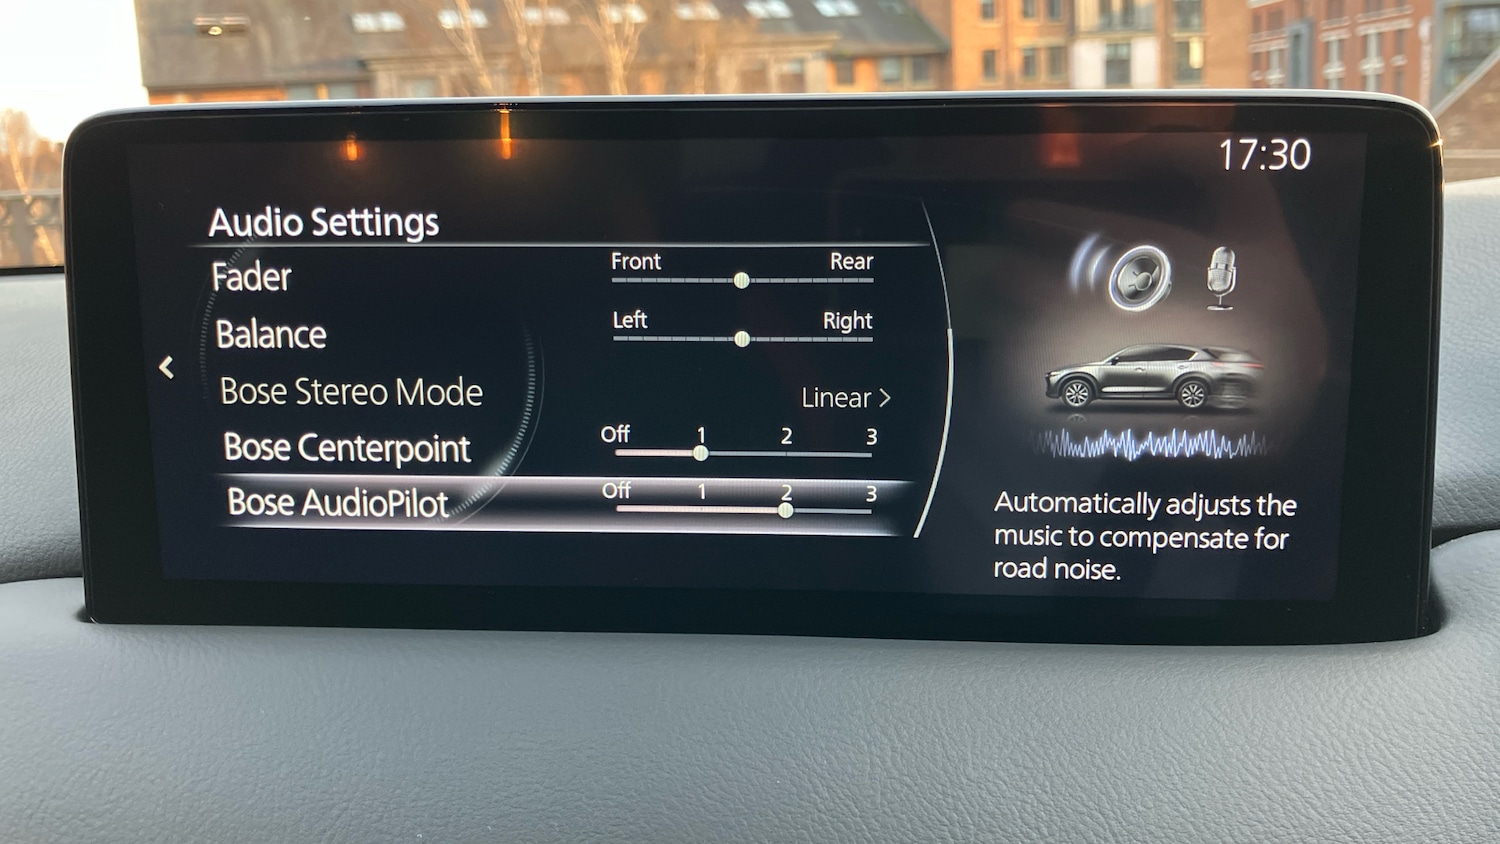 17:30
Audio Settings
Fader
Front Rear
Balance
Left Right
Bose Stereo Mode
Linear >
Bose Centerpoint
Off 1 2 3
Bose AudioPilot
Off 1 2 3
Automatically adjusts the
music to compensate for
road noise.